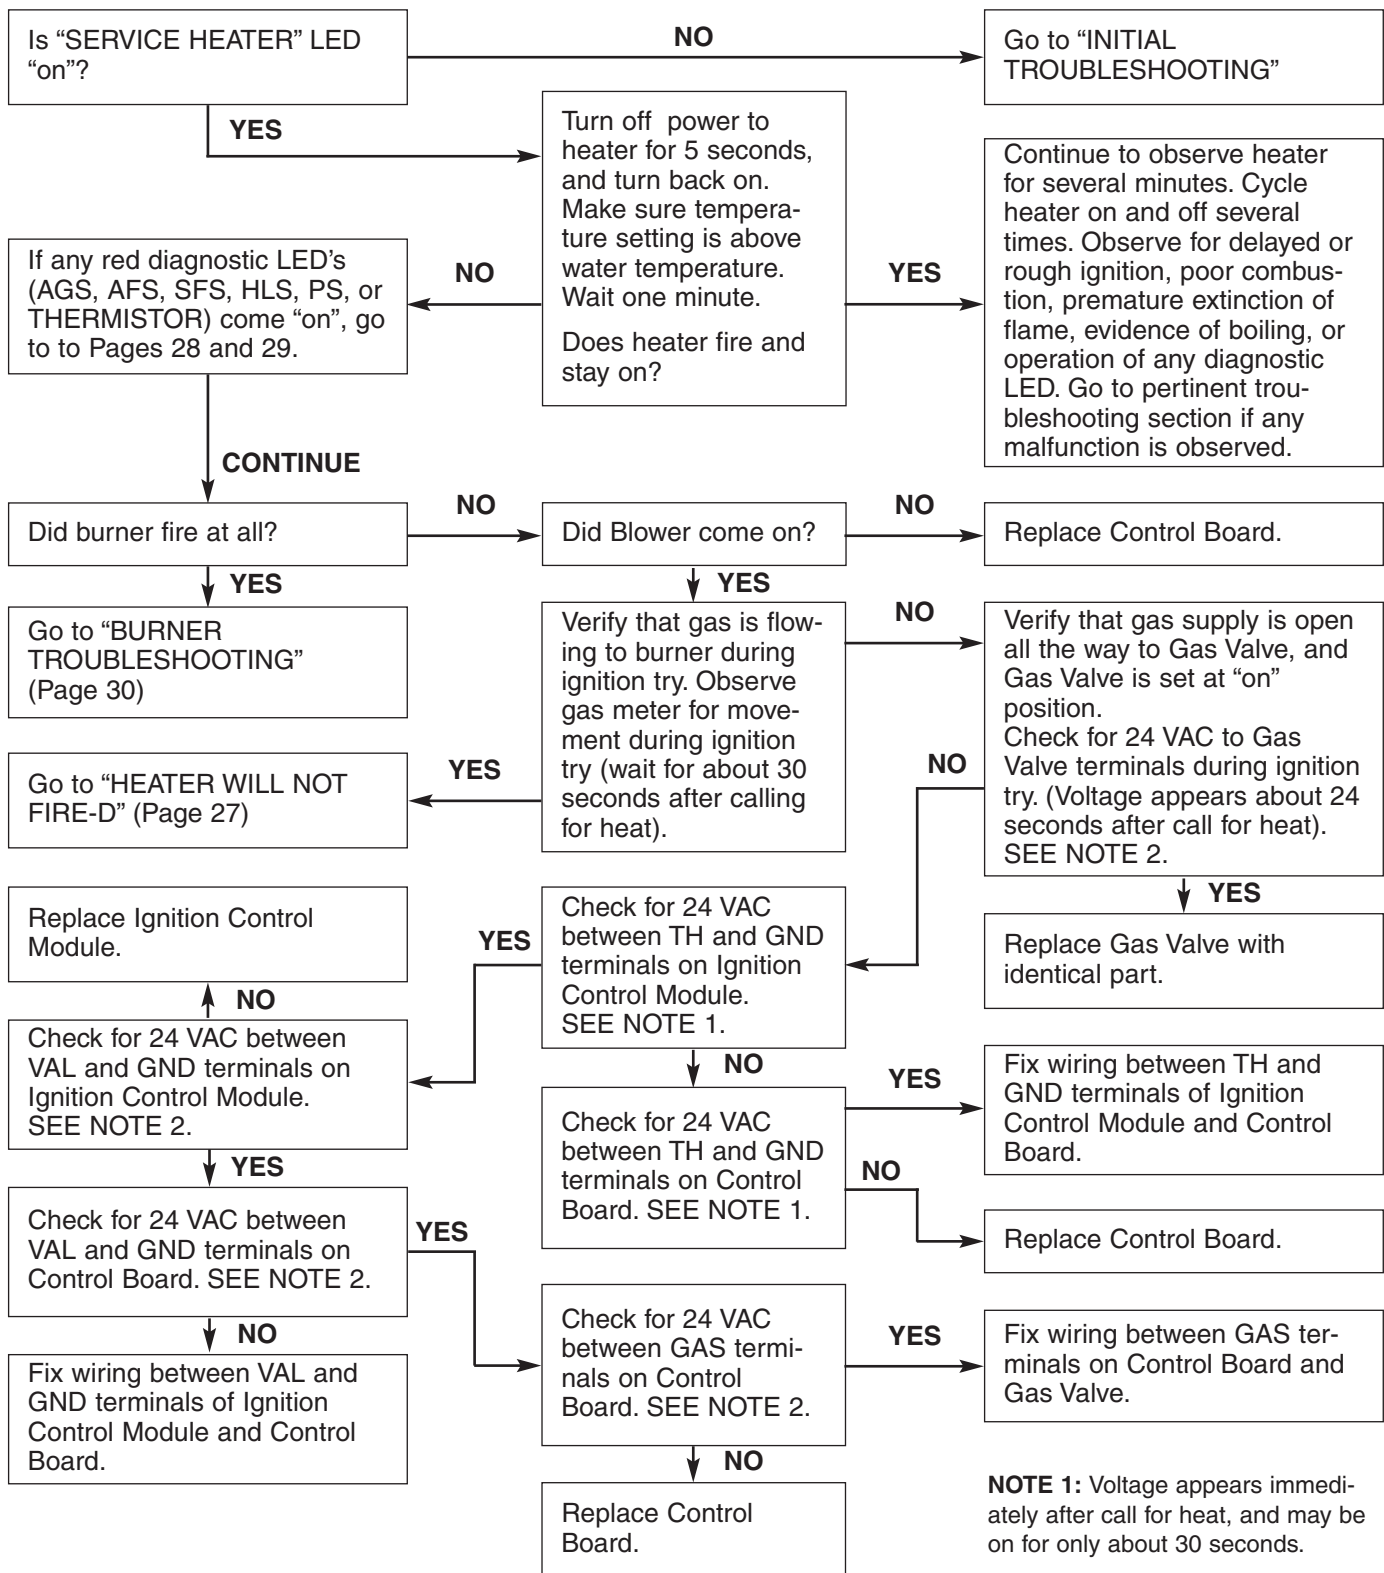 Is “SERVICE HEATER” LED
“on”?
NO
Go to “INITIAL
TROUBLESHOOTING”
YES
Turn off  power to
heater for 5 seconds,
and turn back on.
Make sure tempera-
ture setting is above
water temperature.
Wait one minute.
Does heater fire and
stay on?
YES
Continue to observe heater
for several minutes. Cycle
heater on and off several
times. Observe for delayed or
rough ignition, poor combus-
tion, premature extinction of
flame, evidence of boiling, or
operation of any diagnostic
LED. Go to pertinent trou-
bleshooting section if any
malfunction is observed.
NO
If any red diagnostic LED’s
(AGS, AFS, SFS, HLS, PS, or
THERMISTOR) come “on”, go
to to Pages 28 and 29.
CONTINUE
Did burner fire at all?
NO
Did Blower come on?
NO
Replace Control Board.
YES
Go to “BURNER
TROUBLESHOOTING”
(Page 30)
YES
Verify that gas is flow-
ing to burner during
ignition try. Observe
gas meter for move-
ment during ignition
try (wait for about 30
seconds after calling
for heat).
NO
Verify that gas supply is open
all the way to Gas Valve, and
Gas Valve is set at “on”
position.
Check for 24 VAC to Gas
Valve terminals during ignition
try. (Voltage appears about 24
seconds after call for heat).
SEE NOTE 2.
YES
Go to “HEATER WILL NOT
FIRE-D” (Page 27)
NO
YES
Replace Gas Valve with
identical part.
Check for 24 VAC
between TH and GND
terminals on Ignition
Control Module.
SEE NOTE 1.
YES
Replace Ignition Control
Module.
NO
Check for 24 VAC between
VAL and GND terminals on
Ignition Control Module.
SEE NOTE 2.
NO
Check for 24 VAC
between TH and GND
terminals on Control
Board. SEE NOTE 1.
YES
Fix wiring between TH and
GND terminals of Ignition
Control Module and Control
Board.
NO
Replace Control Board.
YES
Check for 24 VAC between
VAL and GND terminals on
Control Board. SEE NOTE 2.
YES
NO
Fix wiring between VAL and
GND terminals of Ignition
Control Module and Control
Board.
Check for 24 VAC
between GAS termi-
nals on Control
Board. SEE NOTE 2.
YES
Fix wiring between GAS ter-
minals on Control Board and
Gas Valve.
NO
Replace Control
Board.
NOTE 1: Voltage appears immedi-
ately after call for heat, and may be
on for only about 30 seconds.